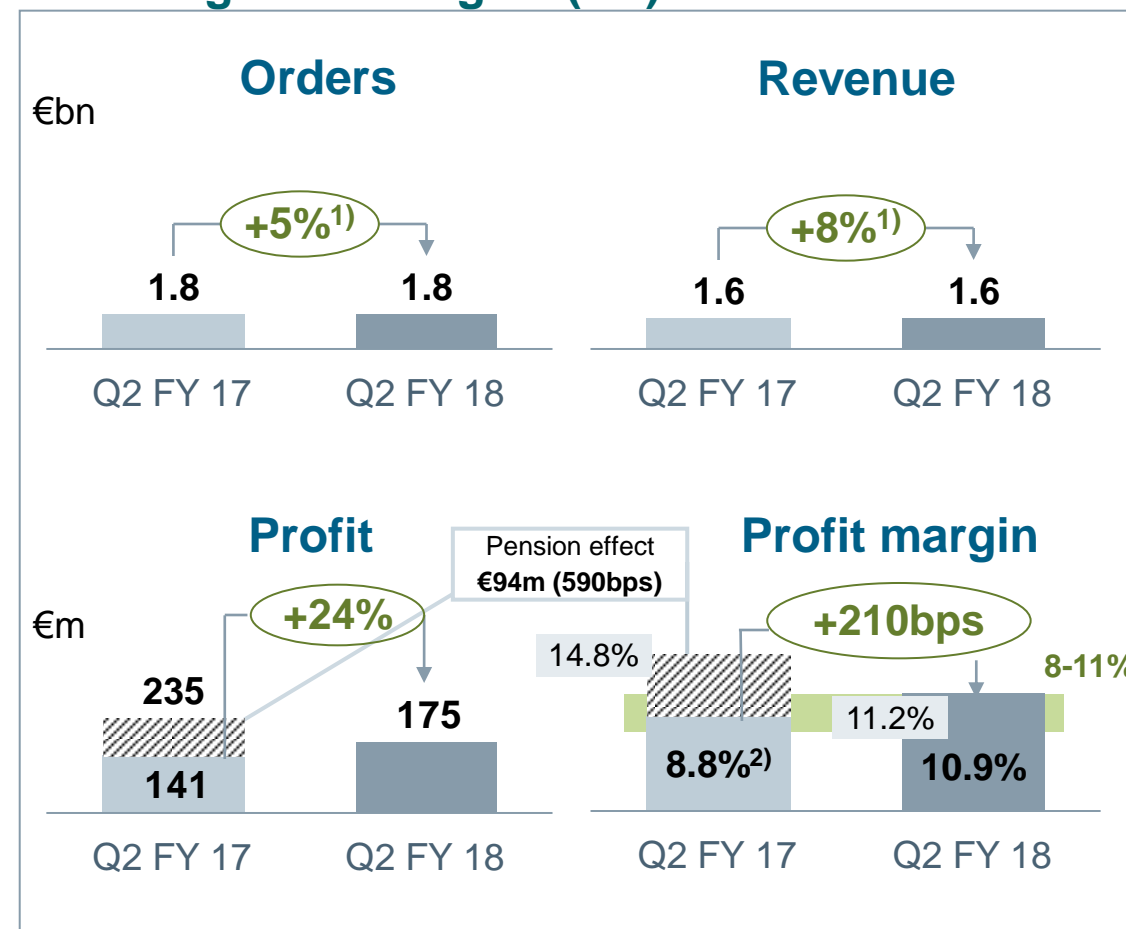 Orders
Revenue
€bn
+5%1)
+8%1)
1.8
1.8
1.6
1.6
Q2 FY 17
Q2 FY 18
Q2 FY 17
Q2 FY 18
Profit
Pension effect
€94m (590bps)
Profit margin
€m
+24%
+210bps
14.8%
8-11%
235
175
11.2%
141
8.8%2)
10.9%
Q2 FY 17
Q2 FY 18
Q2 FY 17
Q2 FY 18